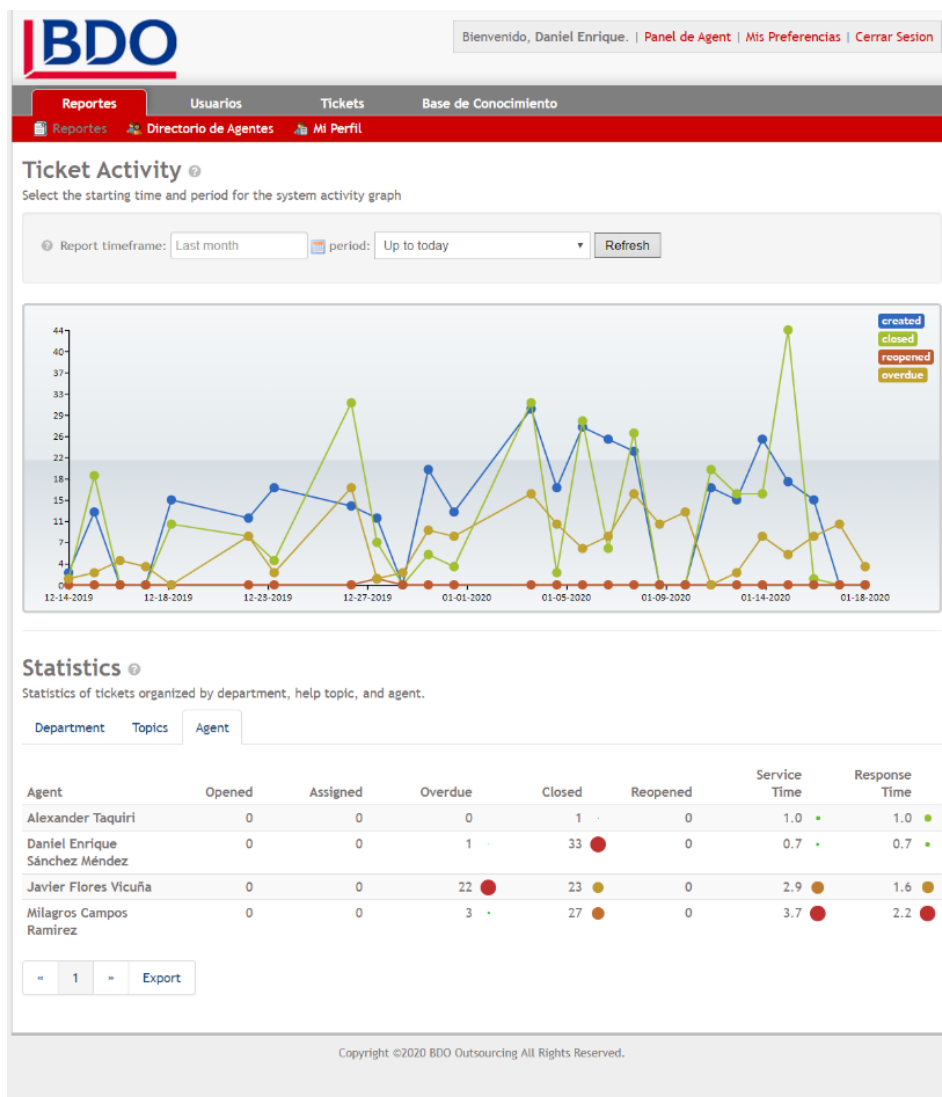 BDO
Bienvenido, Daniel Enrique. | Panel de Agent | Mis Preferencias | Cerrar Sesion
Reportes Usuarios Tickets Base de Conocimiento
Reportes Directorio de Agentes Mi Perfil
Ticket Activity
Select the starting time and period for the system activity graph
Report timeframe: Last month period: Up to today Refresh
created
closed
reopened
overdue
44
40
37
33
29
26
22
18
15
11
7
4
0
12-14-2019 12-18-2019 12-23-2019 12-27-2019 01-01-2020 01-05-2020 01-09-2020 01-14-2020 01-18-2020
Statistics
Statistics of tickets organized by department, help topic, and agent.
Department Topics Agent
Agent Opened Assigned Overdue Closed Reopened Service Time Response Time
Alexander Taquiri 0 0 0 1 0 1.0 1.0
Daniel Enrique Sánchez Méndez 0 0 1 33 0 0.7 0.7
Javier Flores Vicuña 0 0 22 23 0 2.9 1.6
Milagros Campos Ramirez 0 0 3 27 0 3.7 2.2
« 1 » Export
Copyright ©2020 BDO Outsourcing All Rights Reserved.